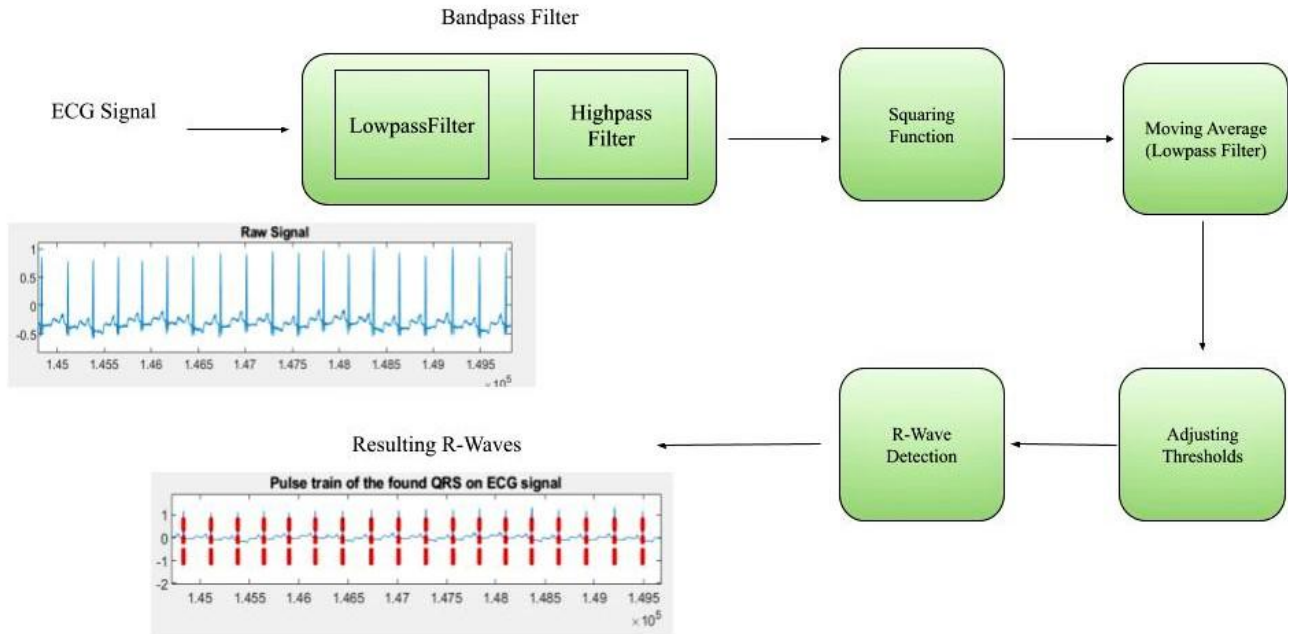 Bandpass Filter
ECG Signal
LowpassFilter
Highpass
Filter
Squaring
Function
Moving Average
(Lowpass Filter)
Raw Signal
1
0.5
0
-0.5
1.45 1.455 1.46 1.465 1.47 1.475 1.48 1.485 1.49 1.495
×10⁵
Adjusting
Thresholds
R-Wave
Detection
Resulting R-Waves
Pulse train of the found QRS on ECG signal
1
0
-1
-2
1.45 1.455 1.46 1.465 1.47 1.475 1.48 1.485 1.49 1.495
×10⁵